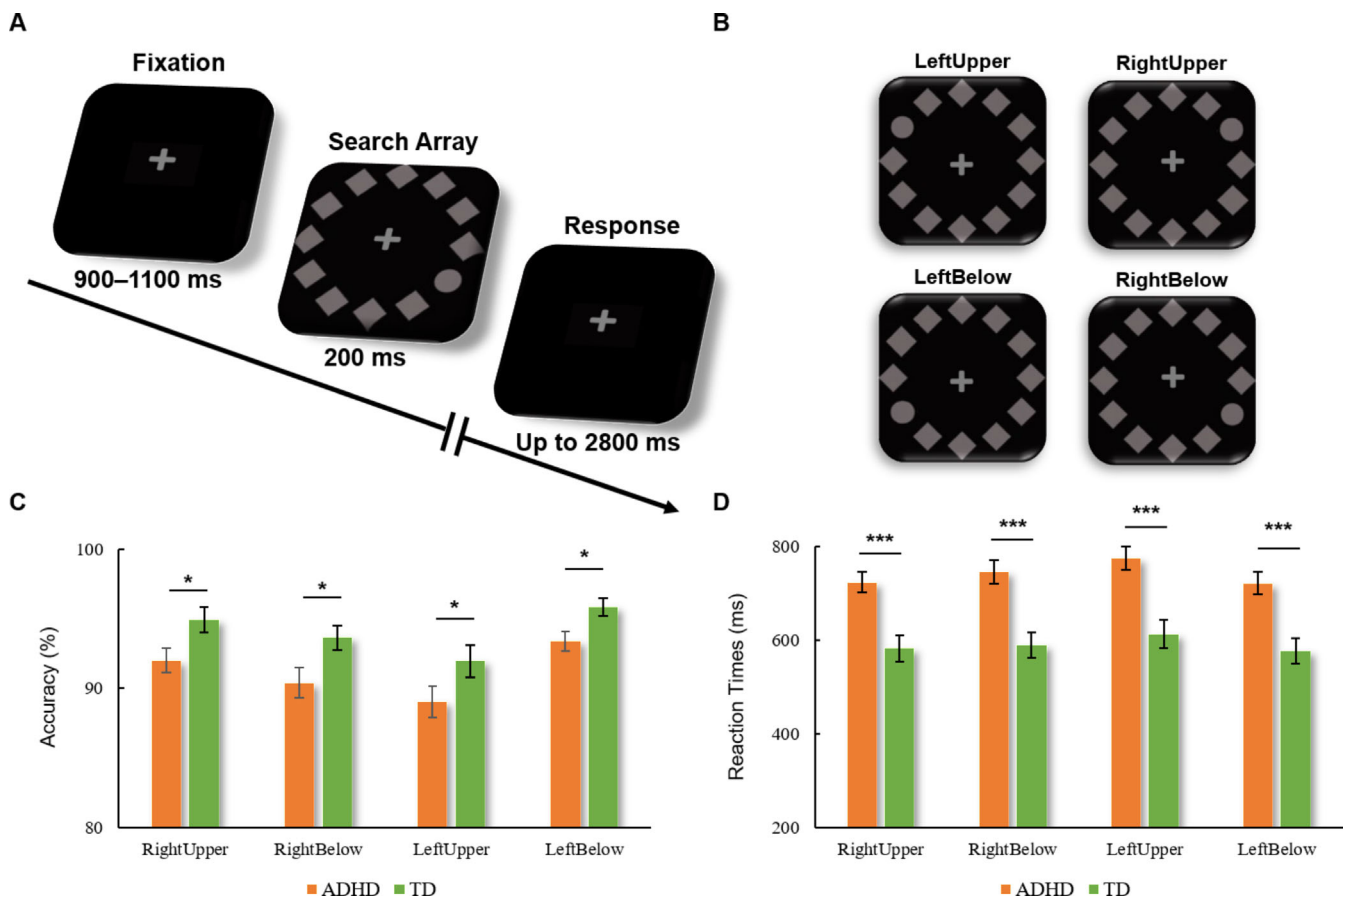 A
Fixation
900–1100 ms
Search Array
200 ms
Response
Up to 2800 ms
B
LeftUpper
RightUpper
LeftBelow
RightBelow
C
Accuracy (%)
100
90
80
*
*
*
*
RightUpper
RightBelow
LeftUpper
LeftBelow
ADHD
TD
D
Reaction Times (ms)
800
600
400
200
***
***
***
***
RightUpper
RightBelow
LeftUpper
LeftBelow
ADHD
TD